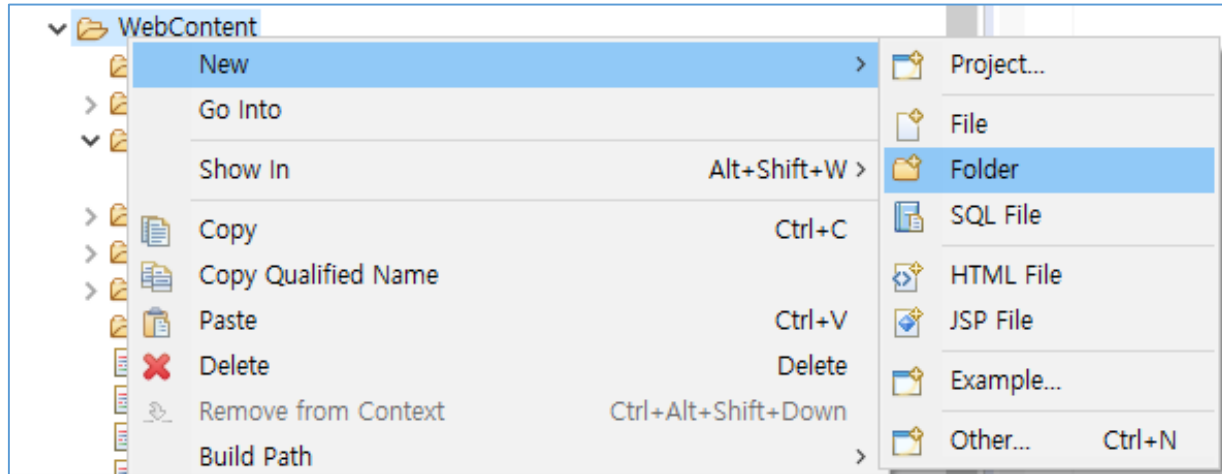 WebContent
New
Go Into
Show In Alt+Shift+W >
Copy Ctrl+C
Copy Qualified Name
Paste Ctrl+V
Delete Delete
Remove from Context Ctrl+Alt+Shift+Down
Build Path
Project...
File
Folder
SQL File
HTML File
JSP File
Example...
Other... Ctrl+N